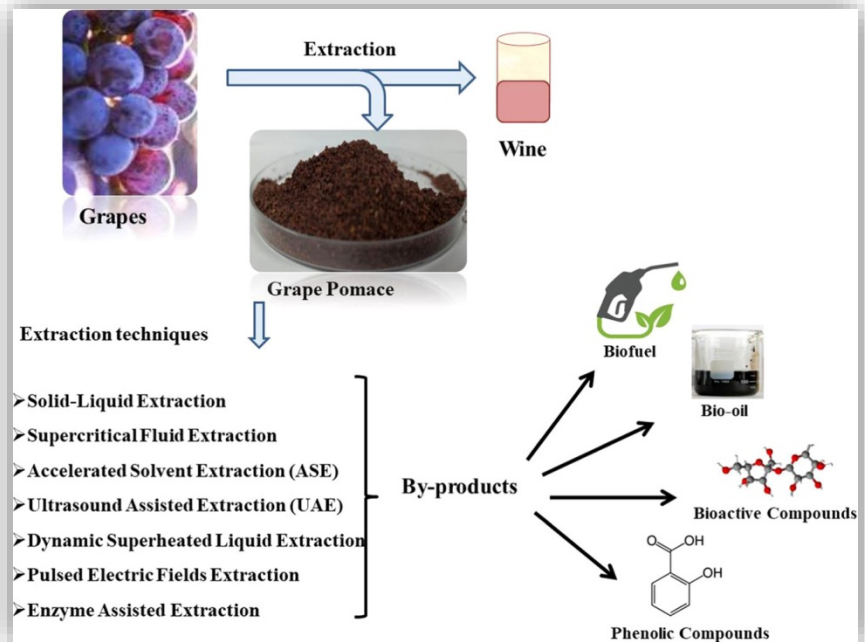 Extraction
Wine
Grapes
Grape Pomace
Extraction techniques
➢Solid-Liquid Extraction
➢Supercritical Fluid Extraction
➢Accelerated Solvent Extraction (ASE)
➢Ultrasound Assisted Extraction (UAE)
➢Dynamic Superheated Liquid Extraction
➢Pulsed Electric Fields Extraction
➢Enzyme Assisted Extraction
By-products
Biofuel
Bio-oil
Bioactive Compounds
O
OH
OH
Phenolic Compounds